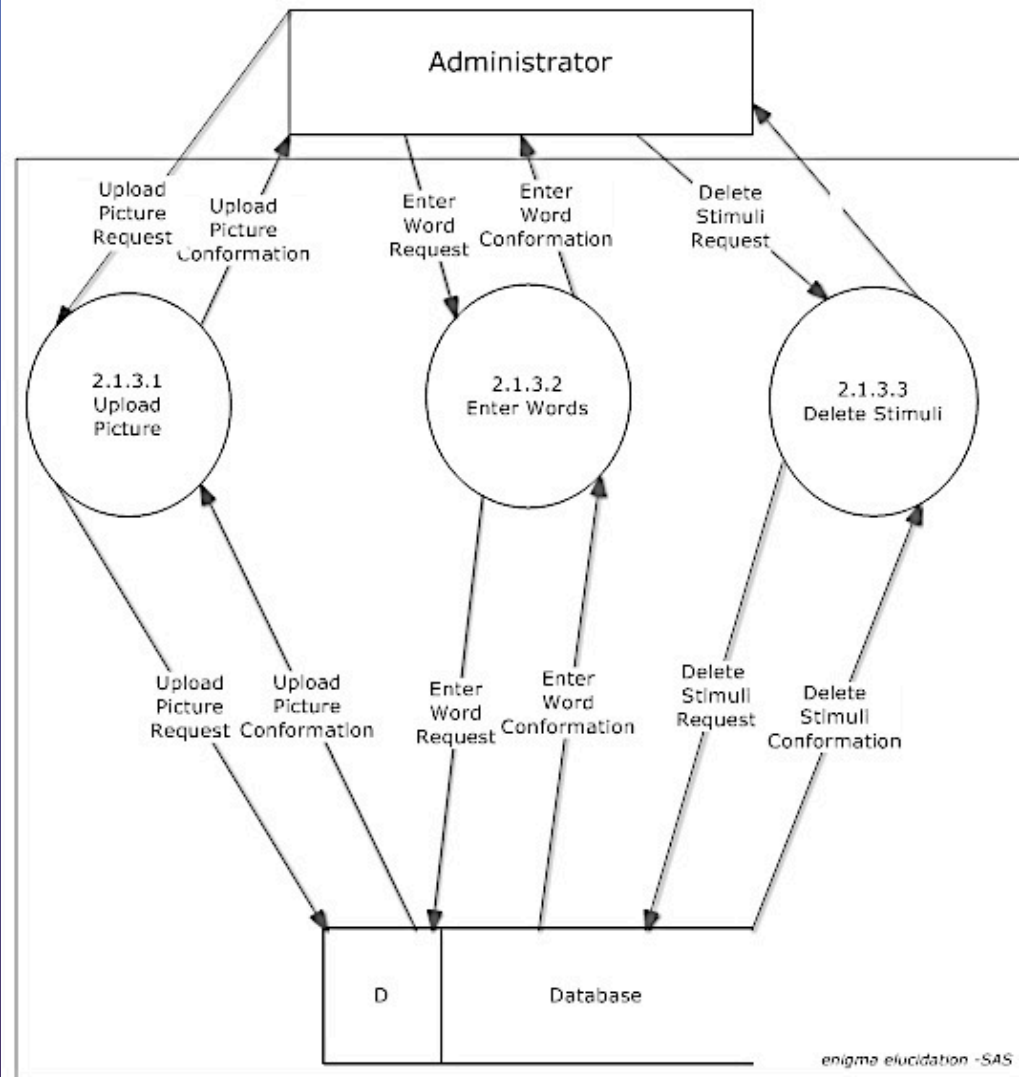 Administrator
Upload
Picture
Request
Upload
Picture
Conformation
Enter
Word
Request
Enter
Word
Conformation
Delete
Stimuli
Request
2.1.3.1
Upload
Picture
2.1.3.2
Enter Words
2.1.3.3
Delete Stimuli
Upload
Picture
Request
Upload
Picture
Conformation
Enter
Word
Request
Enter
Word
Conformation
Delete
Stimuli
Request
Delete
Stimuli
Conformation
D
Database
enigma elucidation -SAS